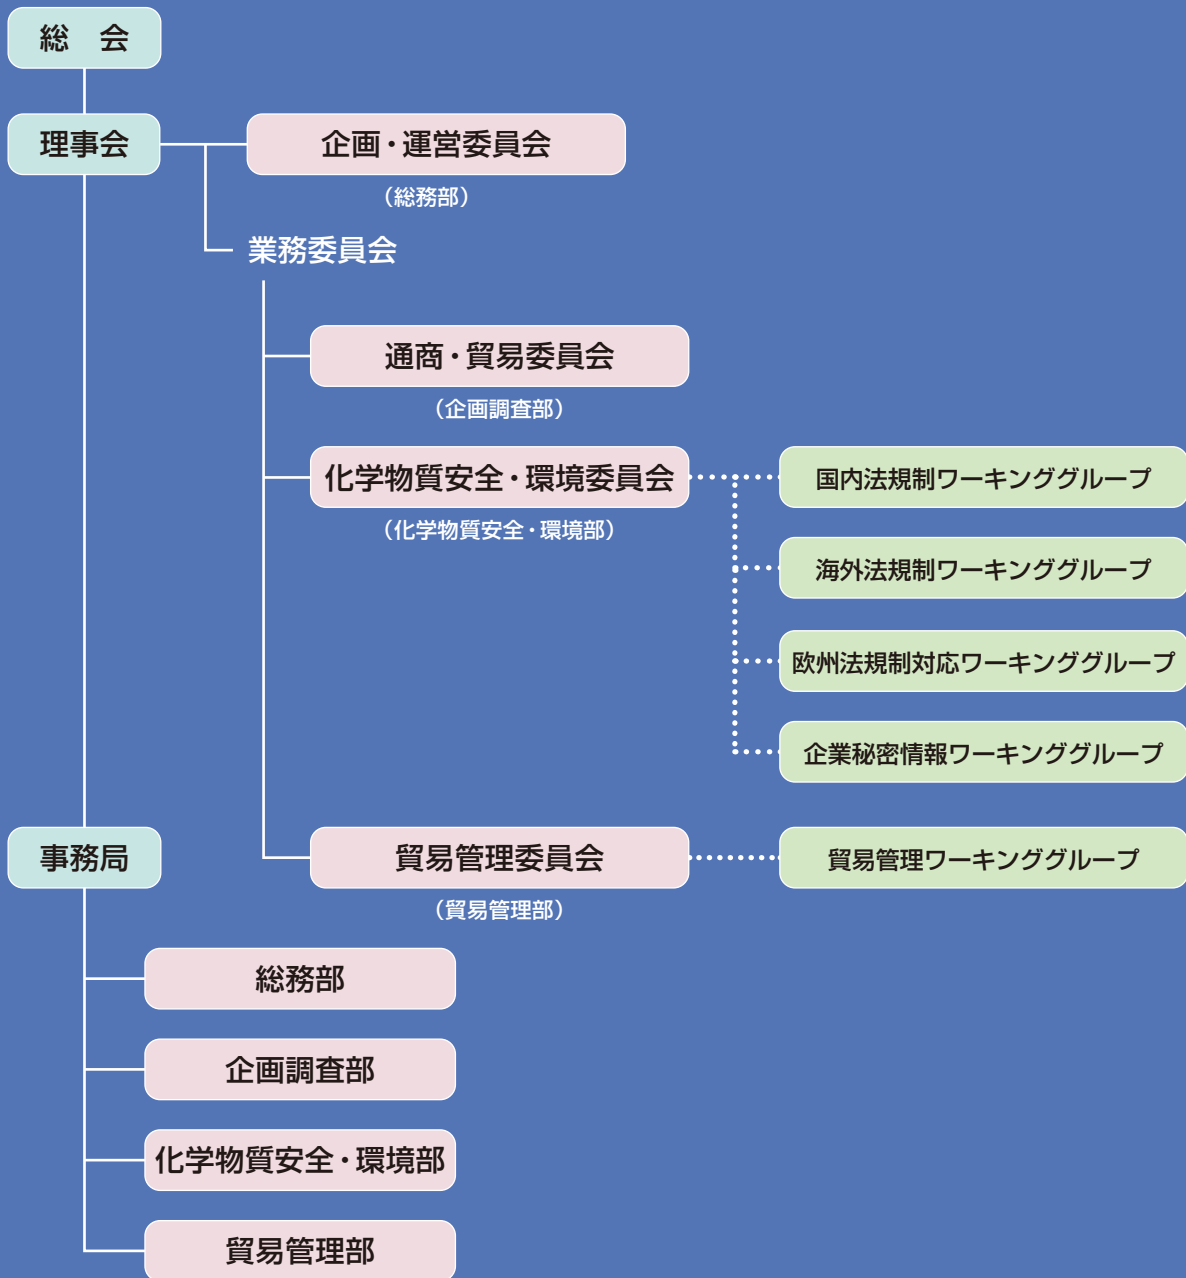 総　会
理事会
企画・運営委員会
（総務部）
業務委員会
通商・貿易委員会
（企画調査部）
化学物質安全・環境委員会
（化学物質安全・環境部）
国内法規制ワーキンググループ
海外法規制ワーキンググループ
欧州法規制対応ワーキンググループ
企業秘密情報ワーキンググループ
事務局
貿易管理委員会
（貿易管理部）
貿易管理ワーキンググループ
総務部
企画調査部
化学物質安全・環境部
貿易管理部